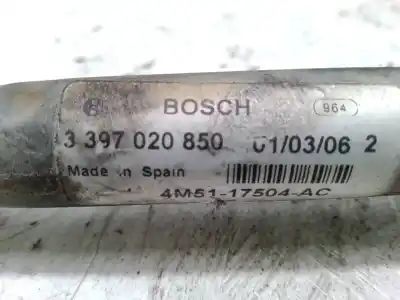 BOSCH 964
3 397 020 850 01/03/06 2
Made in Spain
4M51-17504-AC